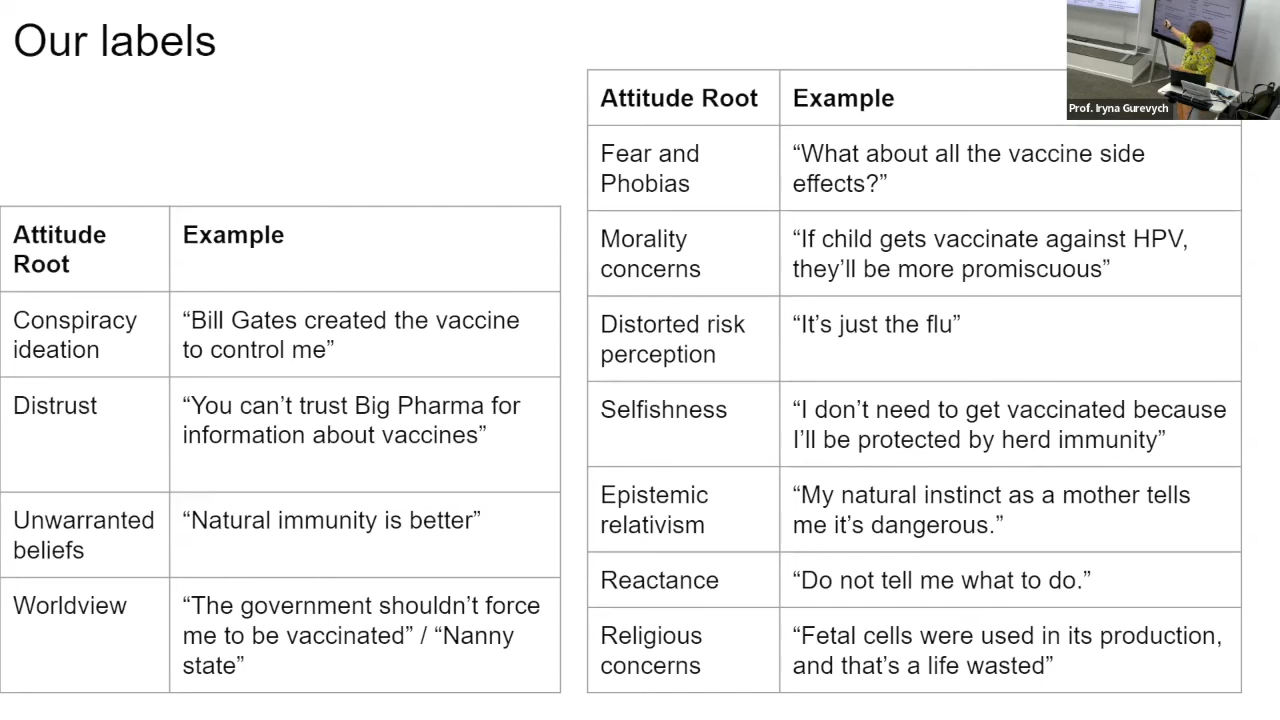 Our labels
Prof. Iryna Gurevych
Attitude
Root
Example
Conspiracy
ideation
“Bill Gates created the vaccine
to control me”
Distrust
“You can’t trust Big Pharma for
information about vaccines”
Unwarranted
beliefs
“Natural immunity is better”
Worldview
“The government shouldn’t force
me to be vaccinated” / “Nanny
state”
Attitude Root
Example
Fear and
Phobias
“What about all the vaccine side
effects?”
Morality
concerns
“If child gets vaccinate against HPV,
they’ll be more promiscuous”
Distorted risk
perception
“It’s just the flu”
Selfishness
“I don’t need to get vaccinated because
I’ll be protected by herd immunity”
Epistemic
relativism
“My natural instinct as a mother tells
me it’s dangerous.”
Reactance
“Do not tell me what to do.”
Religious
concerns
“Fetal cells were used in its production,
and that’s a life wasted”